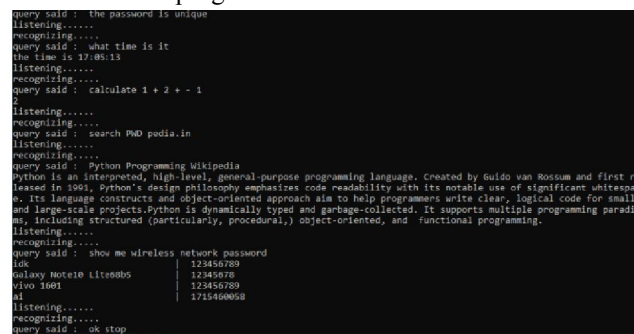 query said :  the password is unique
listening......
recognizing.....
query said :  what time is it
the time is 17:05:13
listening......
recognizing.....
query said :  calculate 1 + 2 + - 1
2
listening......
recognizing.....
query said :  search PWD pedia.in
listening......
recognizing.....
query said :  Python Programming Wikipedia
Python is an interpreted, high-level, general-purpose programming language. Created by Guido van Rossum and first r
leased in 1991, Python's design philosophy emphasizes code readability with its notable use of significant whitespa
e. Its language constructs and object-oriented approach aim to help programmers write clear, logical code for small
and large-scale projects.Python is dynamically typed and garbage-collected. It supports multiple programming paradi
ms, including structured (particularly, procedural,) object-oriented, and  functional programming.
listening......
recognizing.....
query said :  show me wireless network password
idk | 123456789
Galaxy Note10 Lite68b5 | 12345678
vivo 1601 | 123456789
ai | 1715460058
listening......
recognizing.....
query said :  ok stop